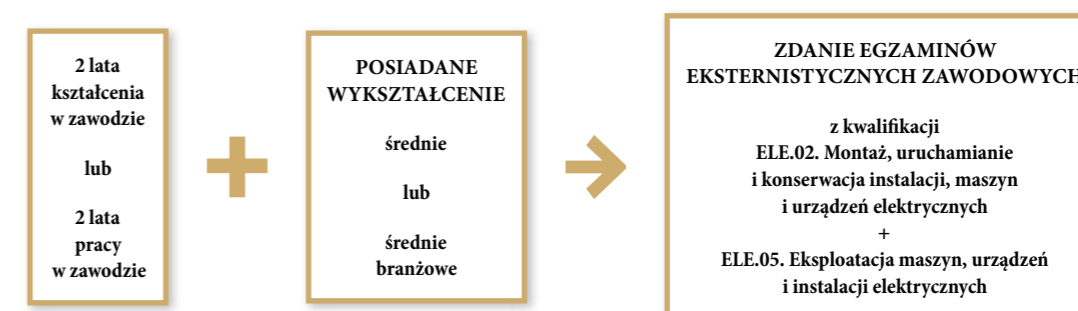 2 lata
kształcenia
w zawodzie
lub
2 lata
pracy
w zawodzie
POSIADANE
WYKSZTAŁCENIE
średnie
lub
średnie
branżowe
ZDANIE EGZAMINÓW
EKSTERNISTYCZNYCH ZAWODOWYCH
z kwalifikacji
ELE.02. Montaż, uruchamianie
i konserwacja instalacji, maszyn
i urządzeń elektrycznych
+
ELE.05. Eksploatacja maszyn, urządzeń
i instalacji elektrycznych